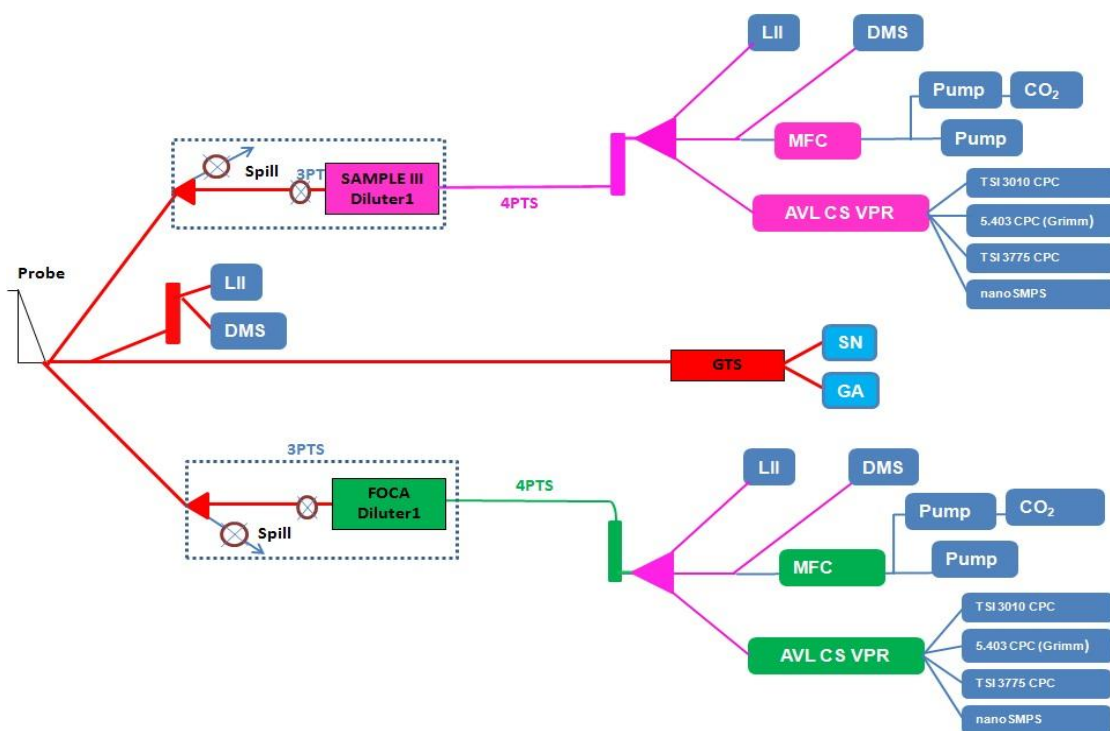 LII
DMS
Pump
CO₂
MFC
Pump
Spill
3PT
SAMPLE III
Diluter1
4PTS
AVL CS VPR
TSI 3010 CPC
5.403 CPC (Grimm)
TSI 3775 CPC
nano SMPS
Probe
LII
DMS
GTS
SN
GA
3PTS
FOCA
Diluter1
Spill
4PTS
LII
DMS
Pump
CO₂
MFC
Pump
AVL CS VPR
TSI 3010 CPC
5.403 CPC (Grimm)
TSI 3775 CPC
nano SMPS